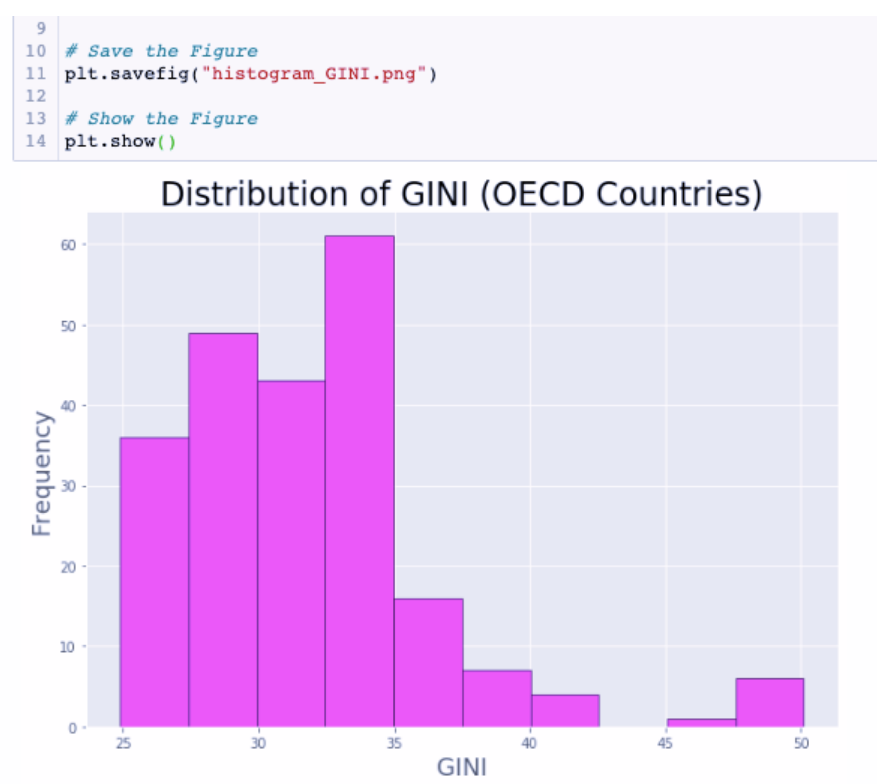 9
10 # Save the Figure
11 plt.savefig("histogram_GINI.png")
12
13 # Show the Figure
14 plt.show()
Distribution of GINI (OECD Countries)
60
50
40
30
20
10
0
Frequency
25 30 35 40 45 50
GINI